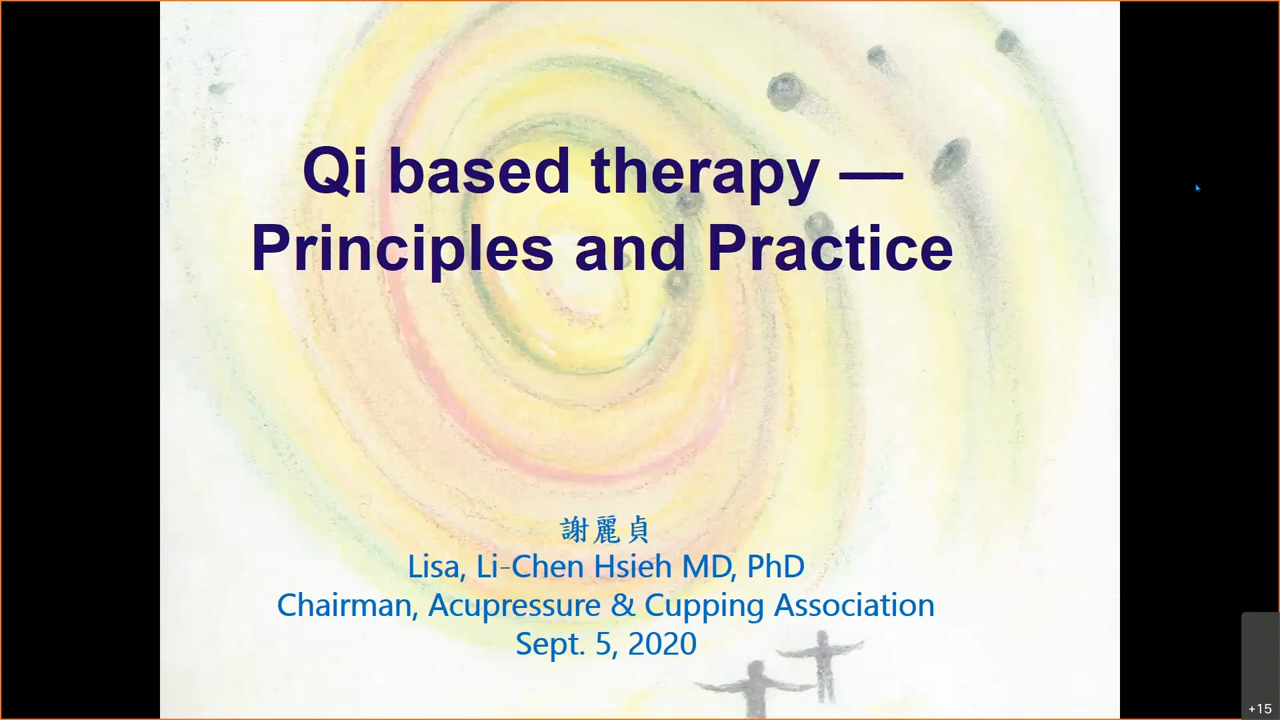 Qi based therapy —
Principles and Practice
謝麗貞
Lisa, Li-Chen Hsieh MD, PhD
Chairman, Acupressure & Cupping Association
Sept. 5, 2020
+15